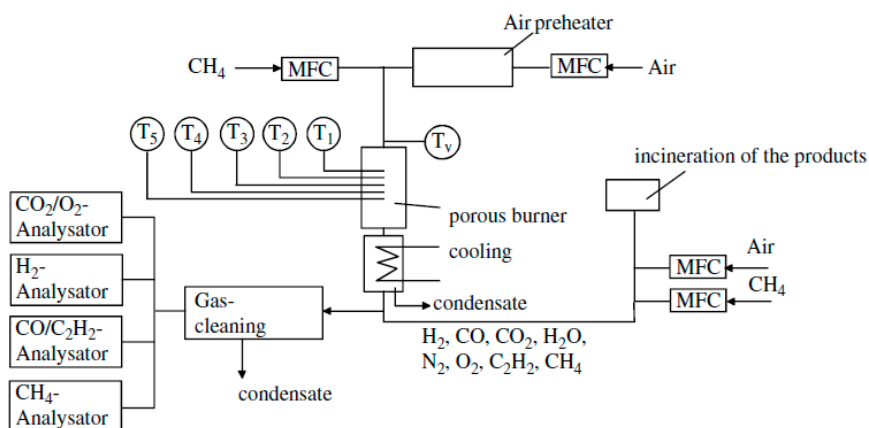 Air preheater
CH₄
MFC
MFC
Air
T₅
T₄
T₃
T₂
T₁
Tᵥ
incineration of the products
CO₂/O₂-
Analysator
porous burner
cooling
Air
H₂-
Analysator
MFC
CH₄
MFC
Gas-
cleaning
condensate
CO/C₂H₂-
Analysator
H₂, CO, CO₂, H₂O,
N₂, O₂, C₂H₂, CH₄
CH₄-
Analysator
condensate